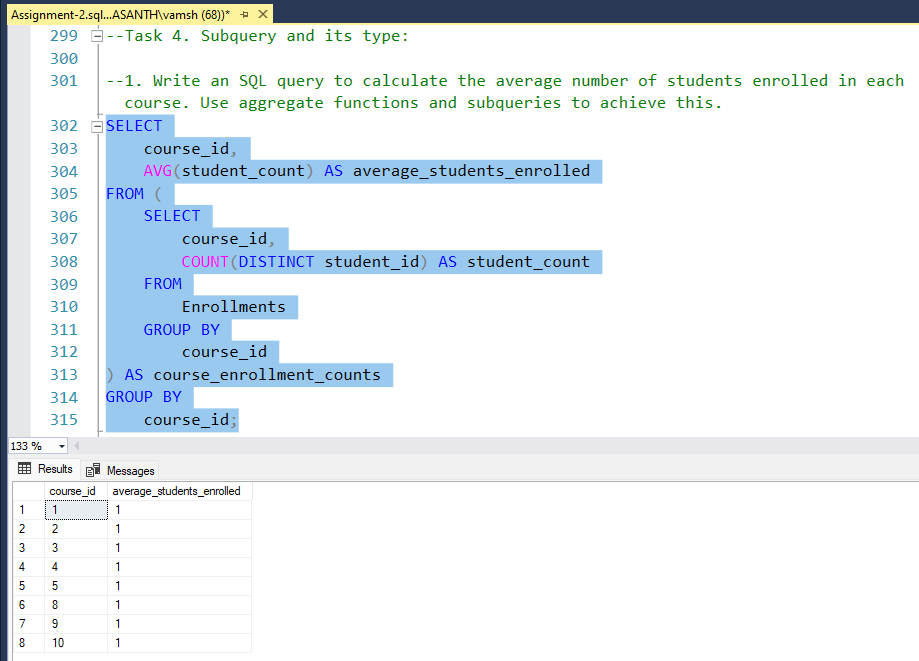 Assignment-2.sql...ASANTH\vamsh (68))*
299 --Task 4. Subquery and its type:
300
301 --1. Write an SQL query to calculate the average number of students enrolled in each
course. Use aggregate functions and subqueries to achieve this.
302 SELECT
303 course_id,
304 AVG(student_count) AS average_students_enrolled
305 FROM (
306 SELECT
307 course_id,
308 COUNT(DISTINCT student_id) AS student_count
309 FROM
310 Enrollments
311 GROUP BY
312 course_id
313 ) AS course_enrollment_counts
314 GROUP BY
315 course_id;
133 %
Results Messages
course_id average_students_enrolled
1 1 1
2 2 1
3 3 1
4 4 1
5 5 1
6 8 1
7 9 1
8 10 1